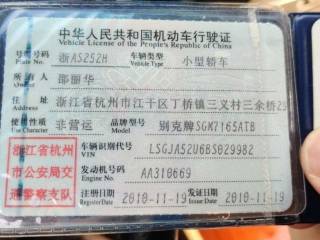 中华人民共和国机动车行驶证
Vehicle License of the People's Republic of China
号牌号码 浙AS252H 车辆类型 小型轿车
Plate No. Vehicle Type
所有人 邵丽华
Owner
住址 浙江省杭州市江干区丁桥镇三义村三余桥25
Address
使用性质 非营运 品牌型号 别克牌SGM7165ATB
Use Character Model
浙江省杭州市公安局交通警察支队
车辆识别代号 LSGJA52U6BS029982
VIN
发动机号码 AA310669
Engine No.
注册日期 2010-11-19 发证日期 2010-11-19
Register Date Issue Date